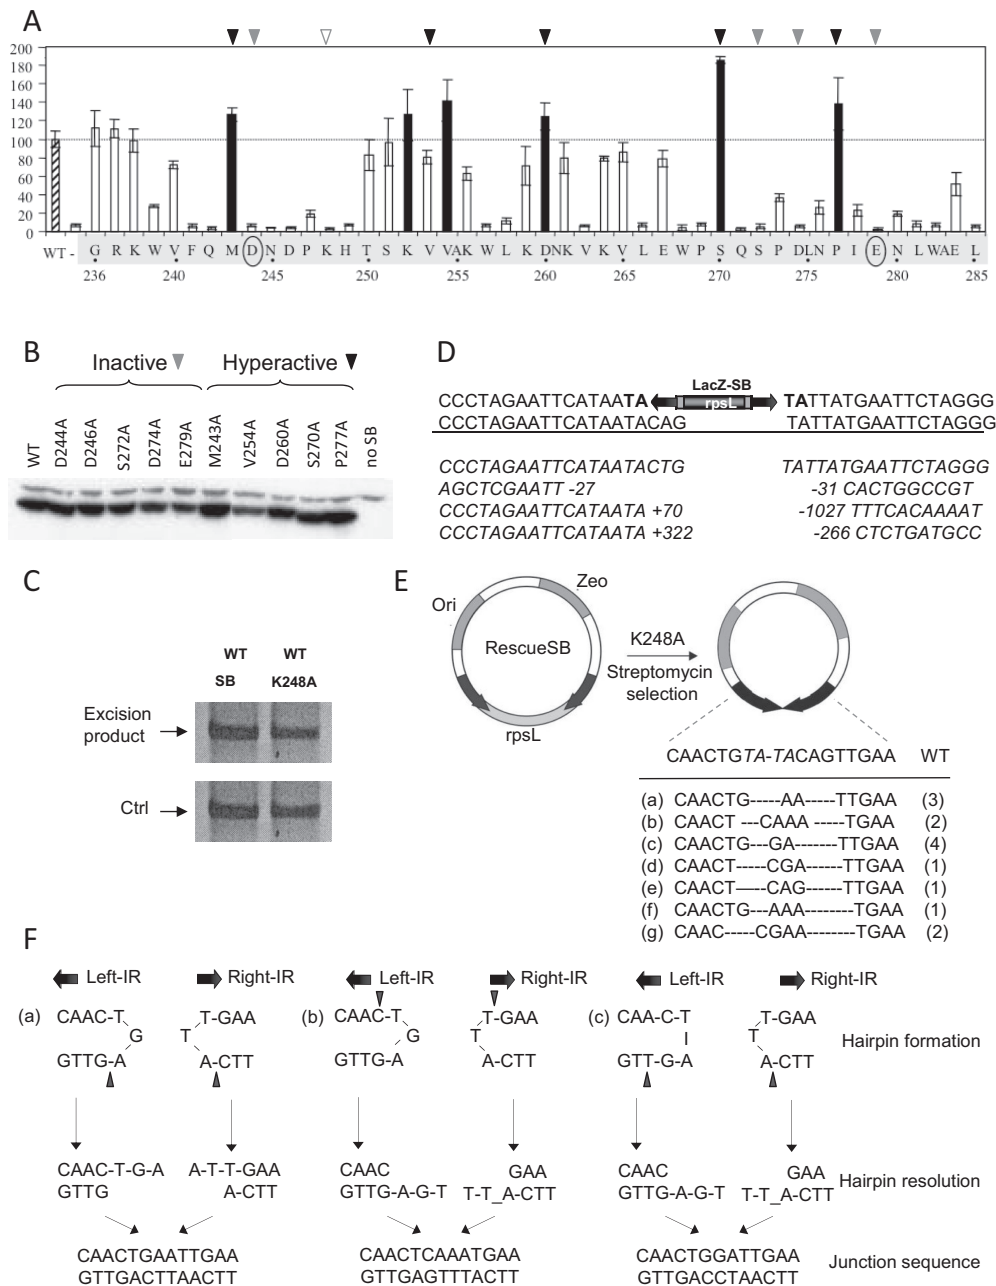 A
200
180
160
140
120
100
80
60
40
20
0
WT - G R K W V F Q M D N D P K H T S K V VAK W L K DNK V K V L E W P S Q S P DLN P I E N L WAE L
236 240 245 250 255 260 265 270 275 280 285
B
Inactive Hyperactive
WT D244A D246A S272A D274A E279A M243A V254A D260A S270A P277A no SB
C
WT WT
SB K248A
Excision
product
Ctrl
D
LacZ-SB
CCCTAGAATTCATAATA rpsL TATTATGAATTCTAGGG
CCCTAGAATTCATAATACAG TATTATGAATTCTAGGG
CCCTAGAATTCATAATACTG TATTATGAATTCTAGGG
AGCTCGAATT -27 -31 CACTGGCCGT
CCCTAGAATTCATAATA +70 -1027 TTTCACAAAAT
CCCTAGAATTCATAATA +322 -266 CTCTGATGCC
E
Zeo
Ori
RescueSB
rpsL
K248A
Streptomycin
selection
CAACTGTA-TACAGTTGAA WT
(a) CAACTG-----AA-----TTGAA (3)
(b) CAACT ---CAAA -----TGAA (2)
(c) CAACTG---GA-------TTGAA (4)
(d) CAACT-----CGA------TTGAA (1)
(e) CAACT—--CAG------TTGAA (1)
(f) CAACTG---AAA--------TGAA (1)
(g) CAAC-----CGAA--------TGAA (2)
F
Left-IR Right-IR Left-IR Right-IR Left-IR Right-IR
(a) CAAC-T T-GAA (b) CAAC-T T-GAA (c) CAA-C-T T-GAA
G T G T I T Hairpin formation
GTTG-A A-CTT GTTG-A A-CTT GTT-G-A A-CTT
CAAC-T-G-A A-T-T-GAA CAAC GAA CAAC GAA
GTTG A-CTT GTTG-A-G-T T-T_A-CTT GTTG-A-G-T T-T_A-CTT Hairpin resolution
CAACTGAATTGAA CAACTCAAATGAA CAACTGGATTGAA
GTTGACTTAACTT GTTGAGTTTACTT GTTGACCTAACTT Junction sequence